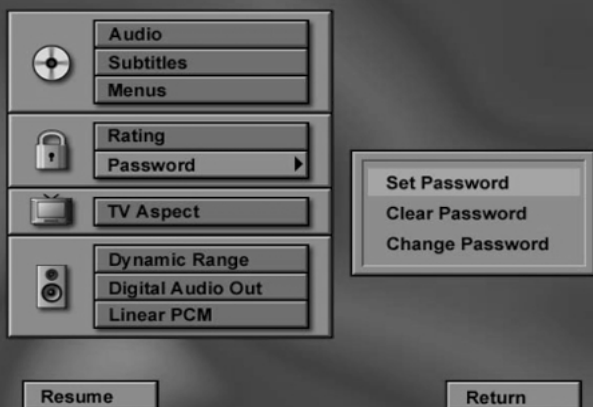 Audio
Subtitles
Menus
Rating
Password
TV Aspect
Dynamic Range
Digital Audio Out
Linear PCM
Set Password
Clear Password
Change Password
Resume
Return